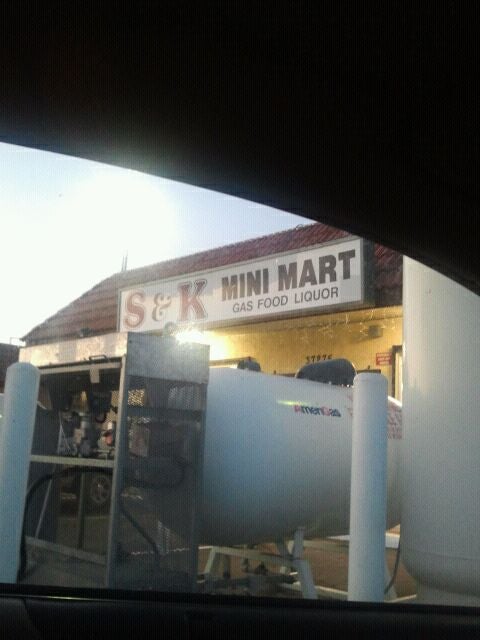 S & K MINI MART
GAS FOOD LIQUOR
AmeriGas